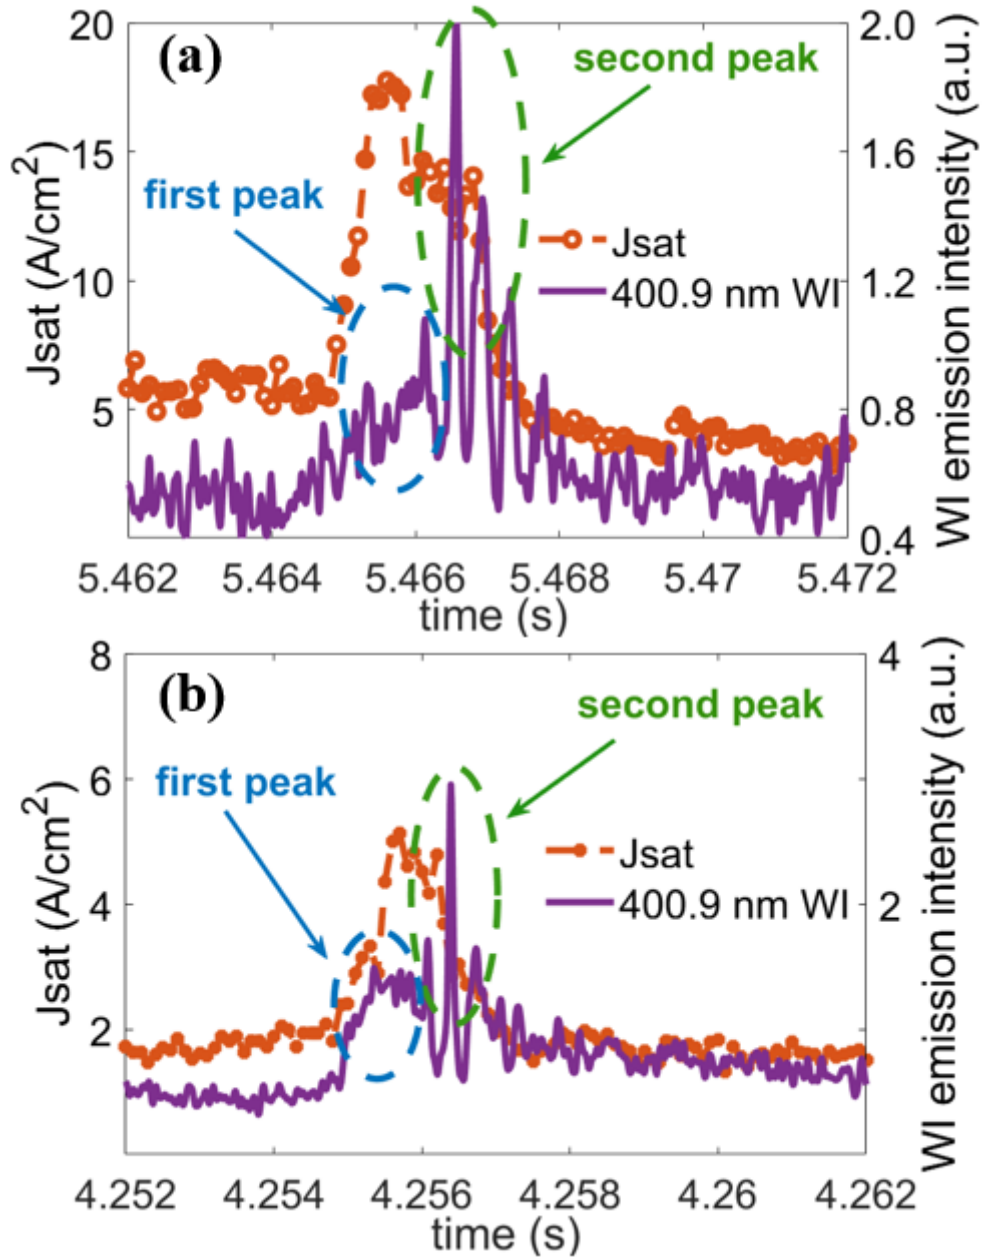 (a)
Jsat (A/cm2)
20
15
10
5
first peak
second peak
Jsat
400.9 nm WI
2.0
1.6
1.2
0.8
0.4
WI emission intensity (a.u.)
5.462 5.464 5.466 5.468 5.47 5.472
time (s)
(b)
Jsat (A/cm2)
8
6
4
2
first peak
second peak
Jsat
400.9 nm WI
4
2
WI emission intensity (a.u.)
4.252 4.254 4.256 4.258 4.26 4.262
time (s)